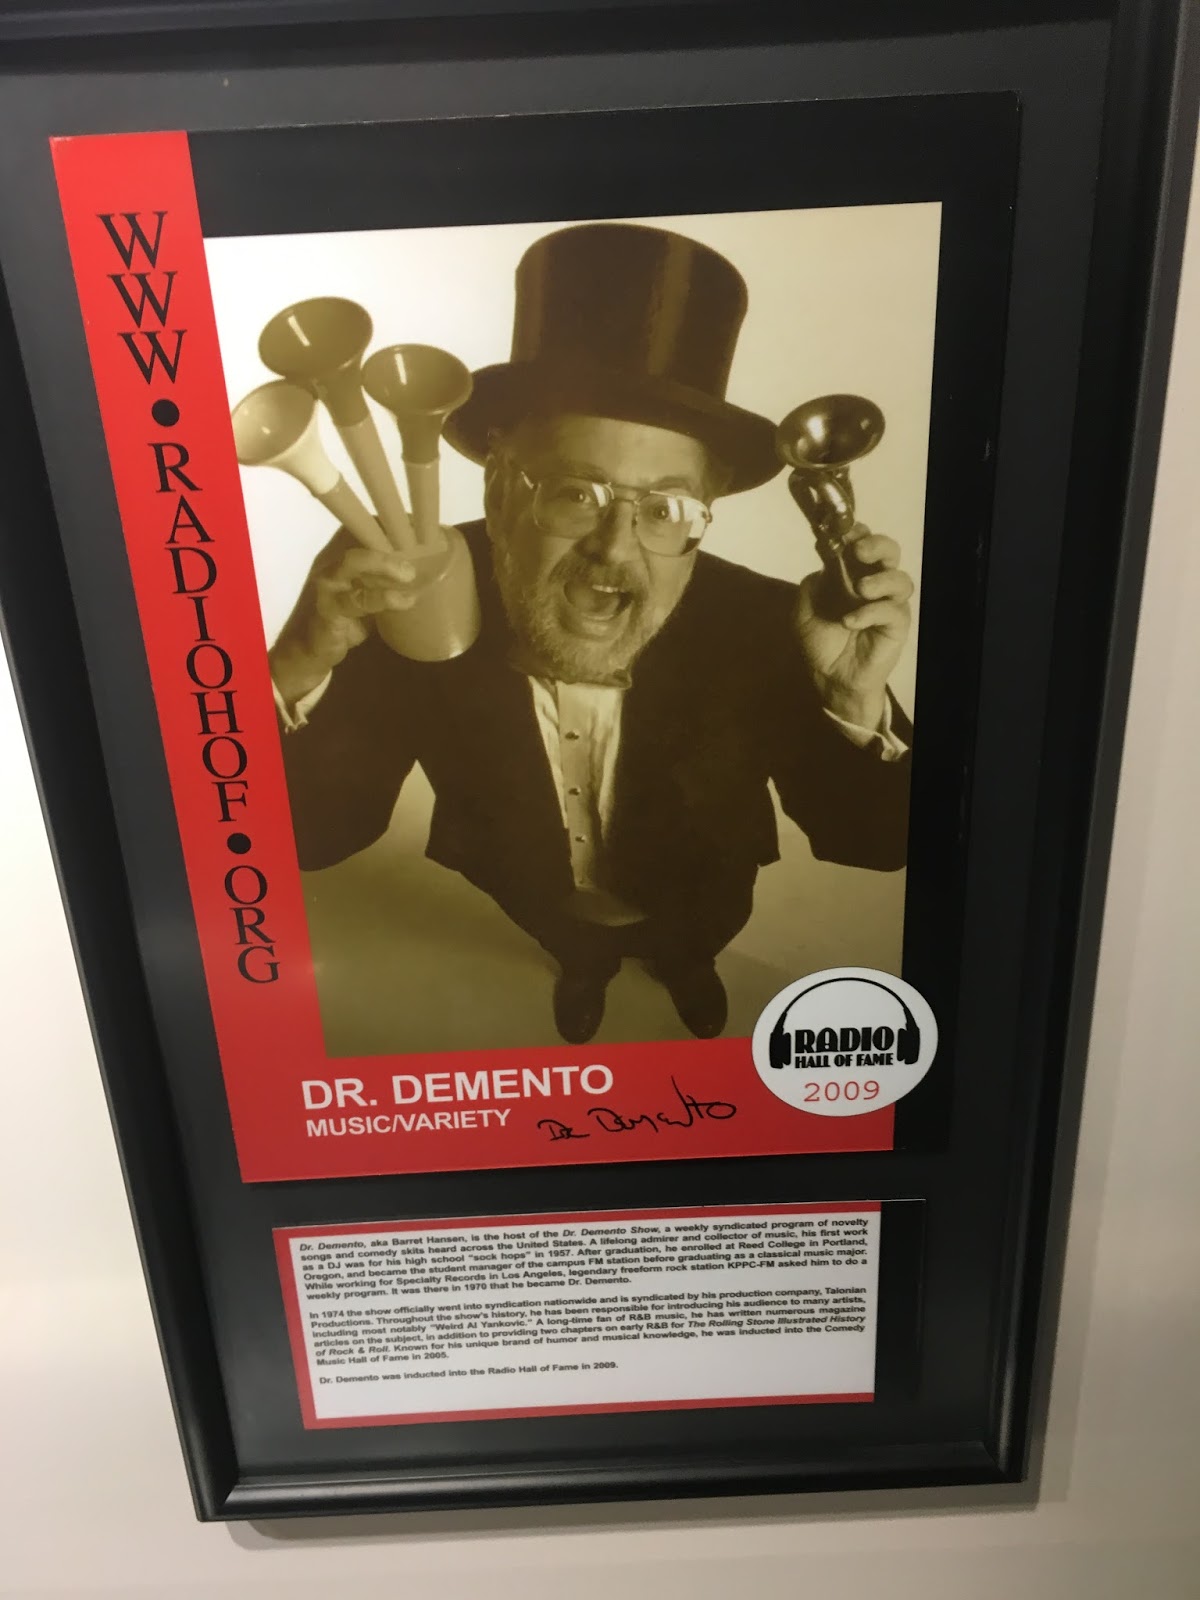 WWW•RADIOHOF•ORG
RADIO
HALL OF FAME
2009
DR. DEMENTO
MUSIC/VARIETY
Dr. Demento
Dr. Demento, aka Barret Hansen, is the host of the Dr. Demento Show, a weekly syndicated program of novelty
songs and comedy skits heard across the United States. A lifelong admirer and collector of music, his first work
as a DJ was for his high school "sock hops" in 1957. After graduation, he enrolled at Reed College in Portland,
Oregon, and became the student manager of the campus FM station before graduating as a classical music major.
While working for Specialty Records in Los Angeles, legendary freeform rock station KPPC-FM asked him to do a
weekly program. It was there in 1970 that he became Dr. Demento.
In 1974 the show officially went into syndication nationwide and is syndicated by his production company, Talonian
Productions. Throughout the show's history, he has been responsible for introducing his audience to many artists,
including most notably "Weird Al Yankovic." A long-time fan of R&B music, he has written numerous magazine
articles on the subject, in addition to providing two chapters on early R&B for The Rolling Stone Illustrated History
of Rock & Roll. Known for his unique brand of humor and musical knowledge, he was inducted into the Comedy
Music Hall of Fame in 2005.
Dr. Demento was inducted into the Radio Hall of Fame in 2009.